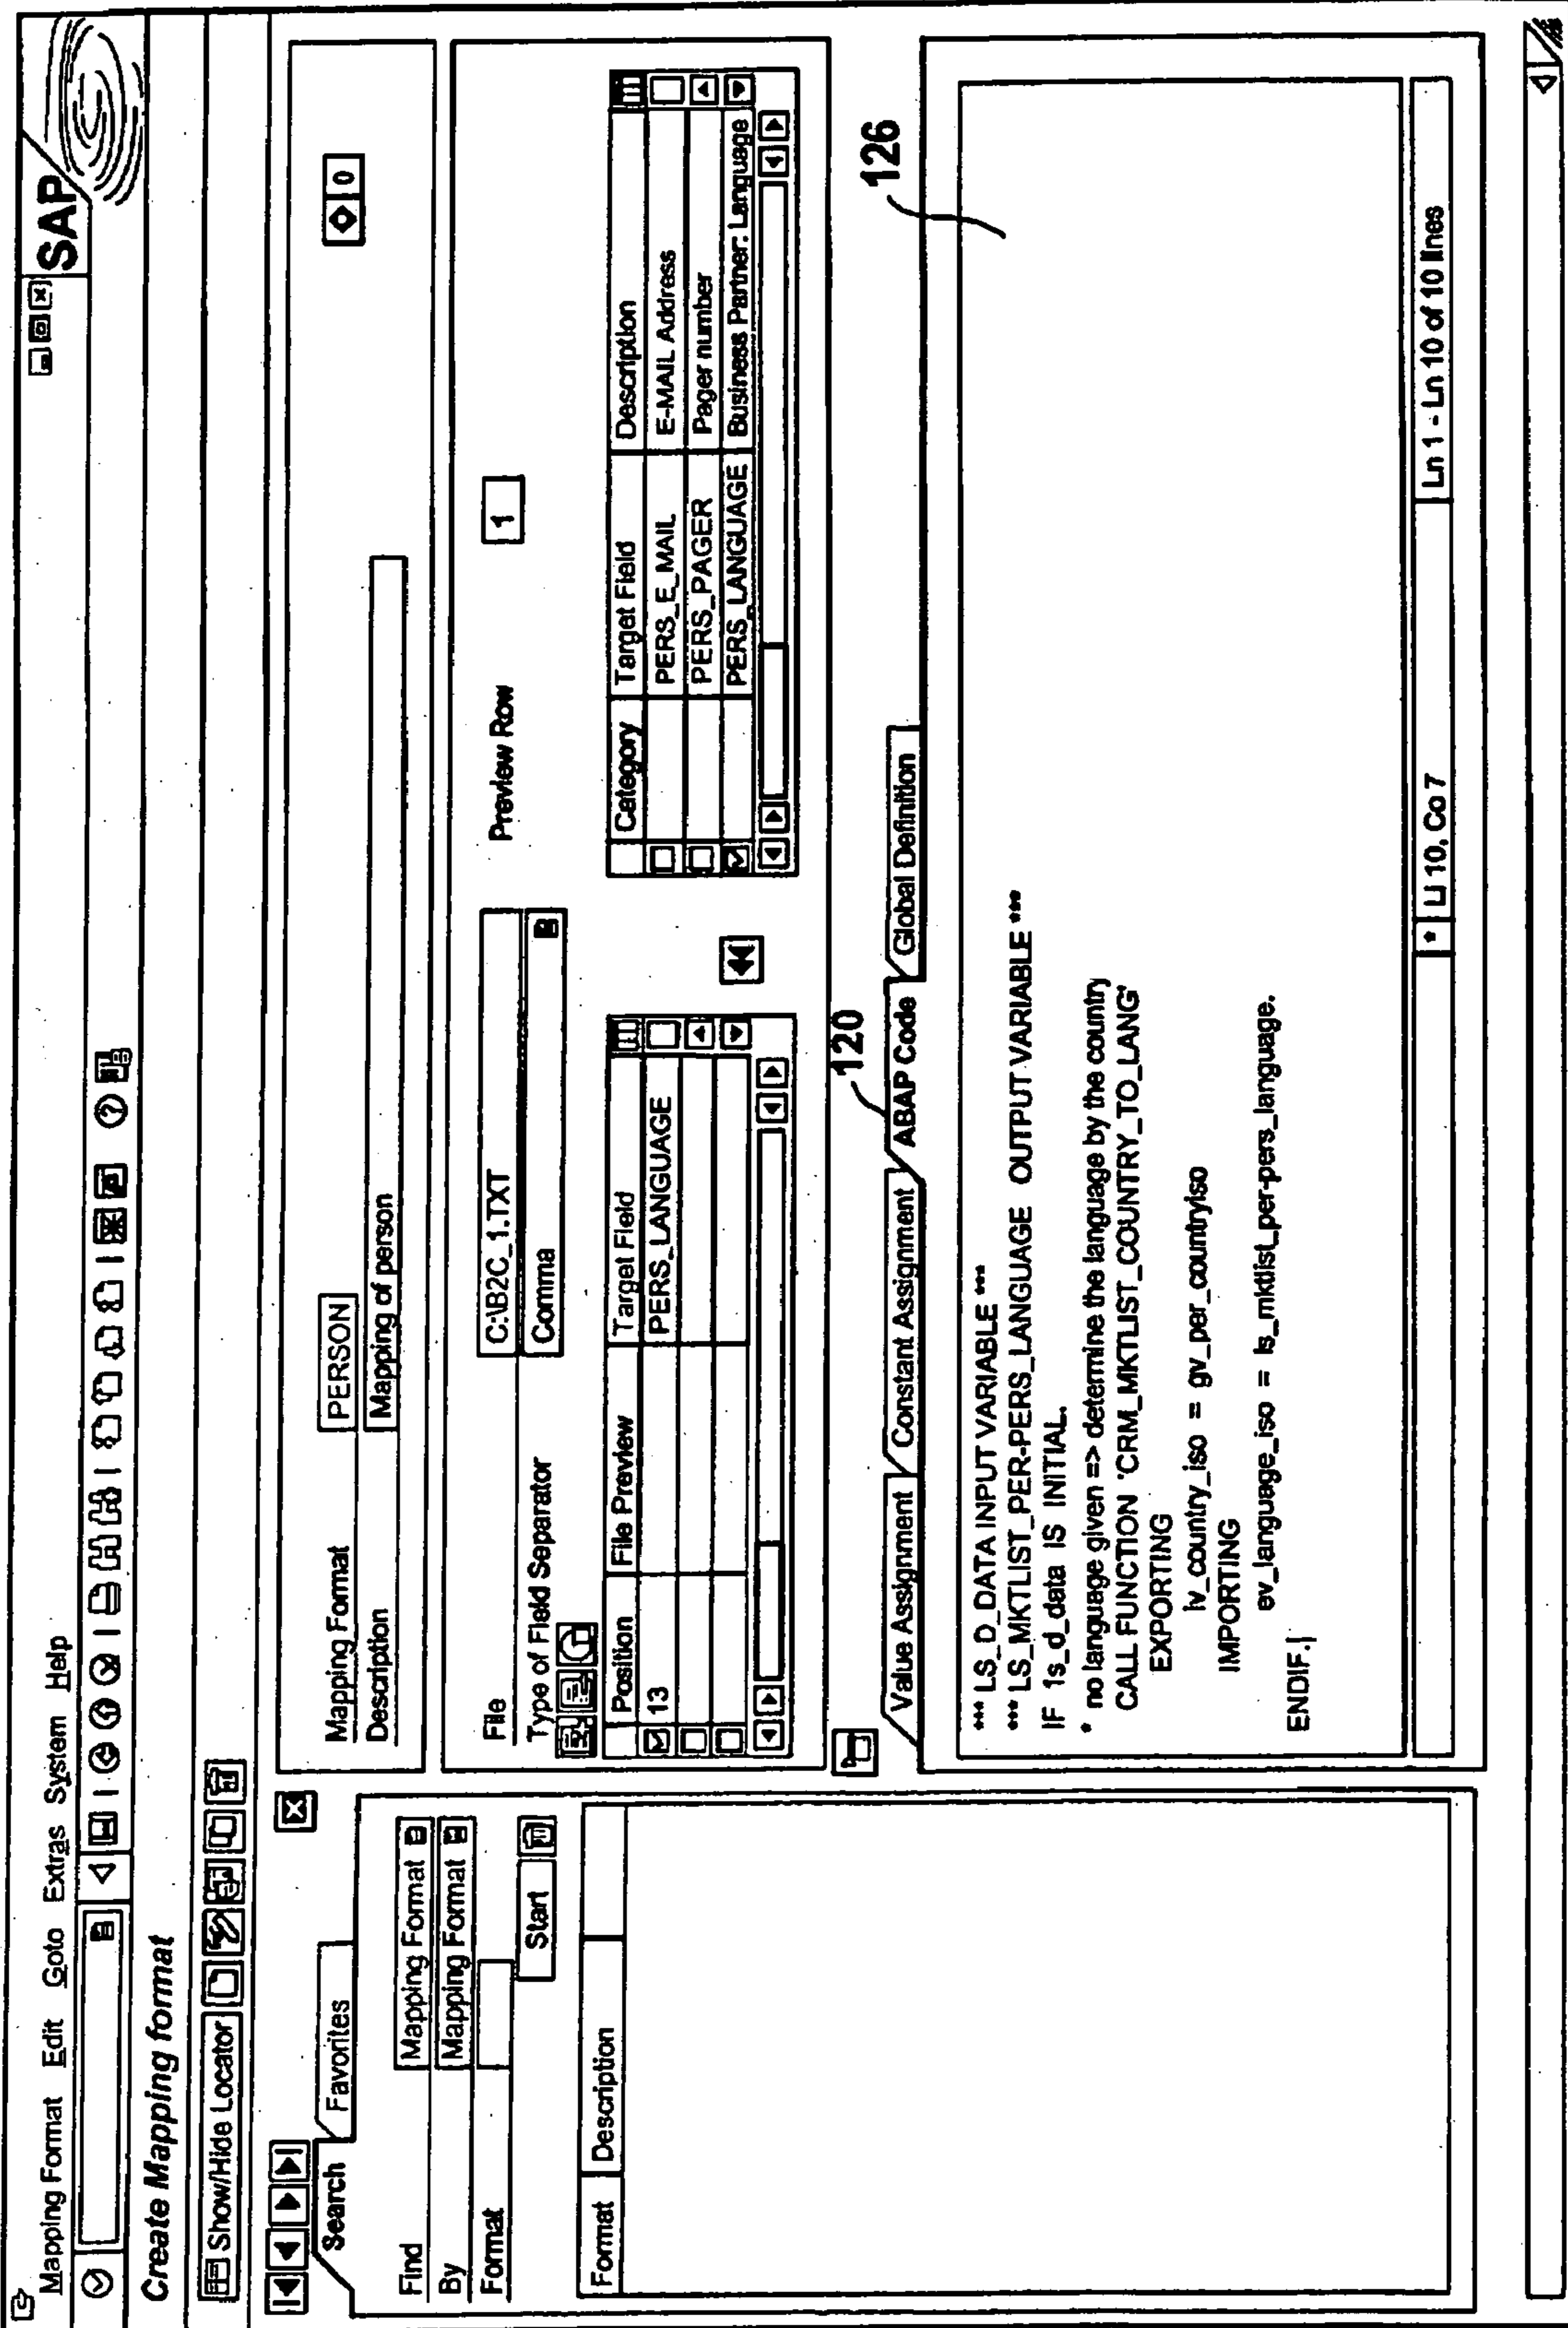 SAP
Mapping Format Edit Goto Extras System Help
Create Mapping format
Show/Hide Locator
Search Favorites
Find Mapping Format
By Mapping Format
Format
Start
Format Description
Mapping Format PERSON
Description Mapping of person
0
File C:\B2C_1.TXT Preview Row 1
Type of Field Separator Comma
Position File Preview Target Field
13 PERS_LANGUAGE
Category Target Field Description
PERS_E_MAIL E-MAIL Address
PERS_PAGER Pager number
PERS_LANGUAGE Business Partner: Language
120
126
Value Assignment Constant Assignment ABAP Code Global Definition
*** LS_D_DATA INPUT VARIABLE ***
*** LS_MKTLIST_PER-PERS_LANGUAGE OUTPUT VARIABLE ***
IF 1s_d_data IS INITIAL.
* no language given => determine the language by the country
CALL FUNCTION 'CRM_MKTLIST_COUNTRY_TO_LANG'
EXPORTING
iv_country_iso = gv_per_countryiso
IMPORTING
ev_language_iso = ls_mktlist_per-pers_language.
ENDIF.
* Li 10, Co 7 Ln 1 - Ln 10 of 10 lines